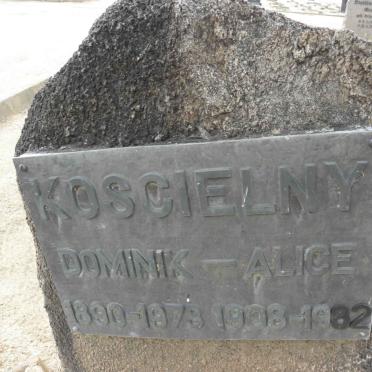 KOSCIELNY
DOMINIK — ALICE
1890-1973 1908-1982